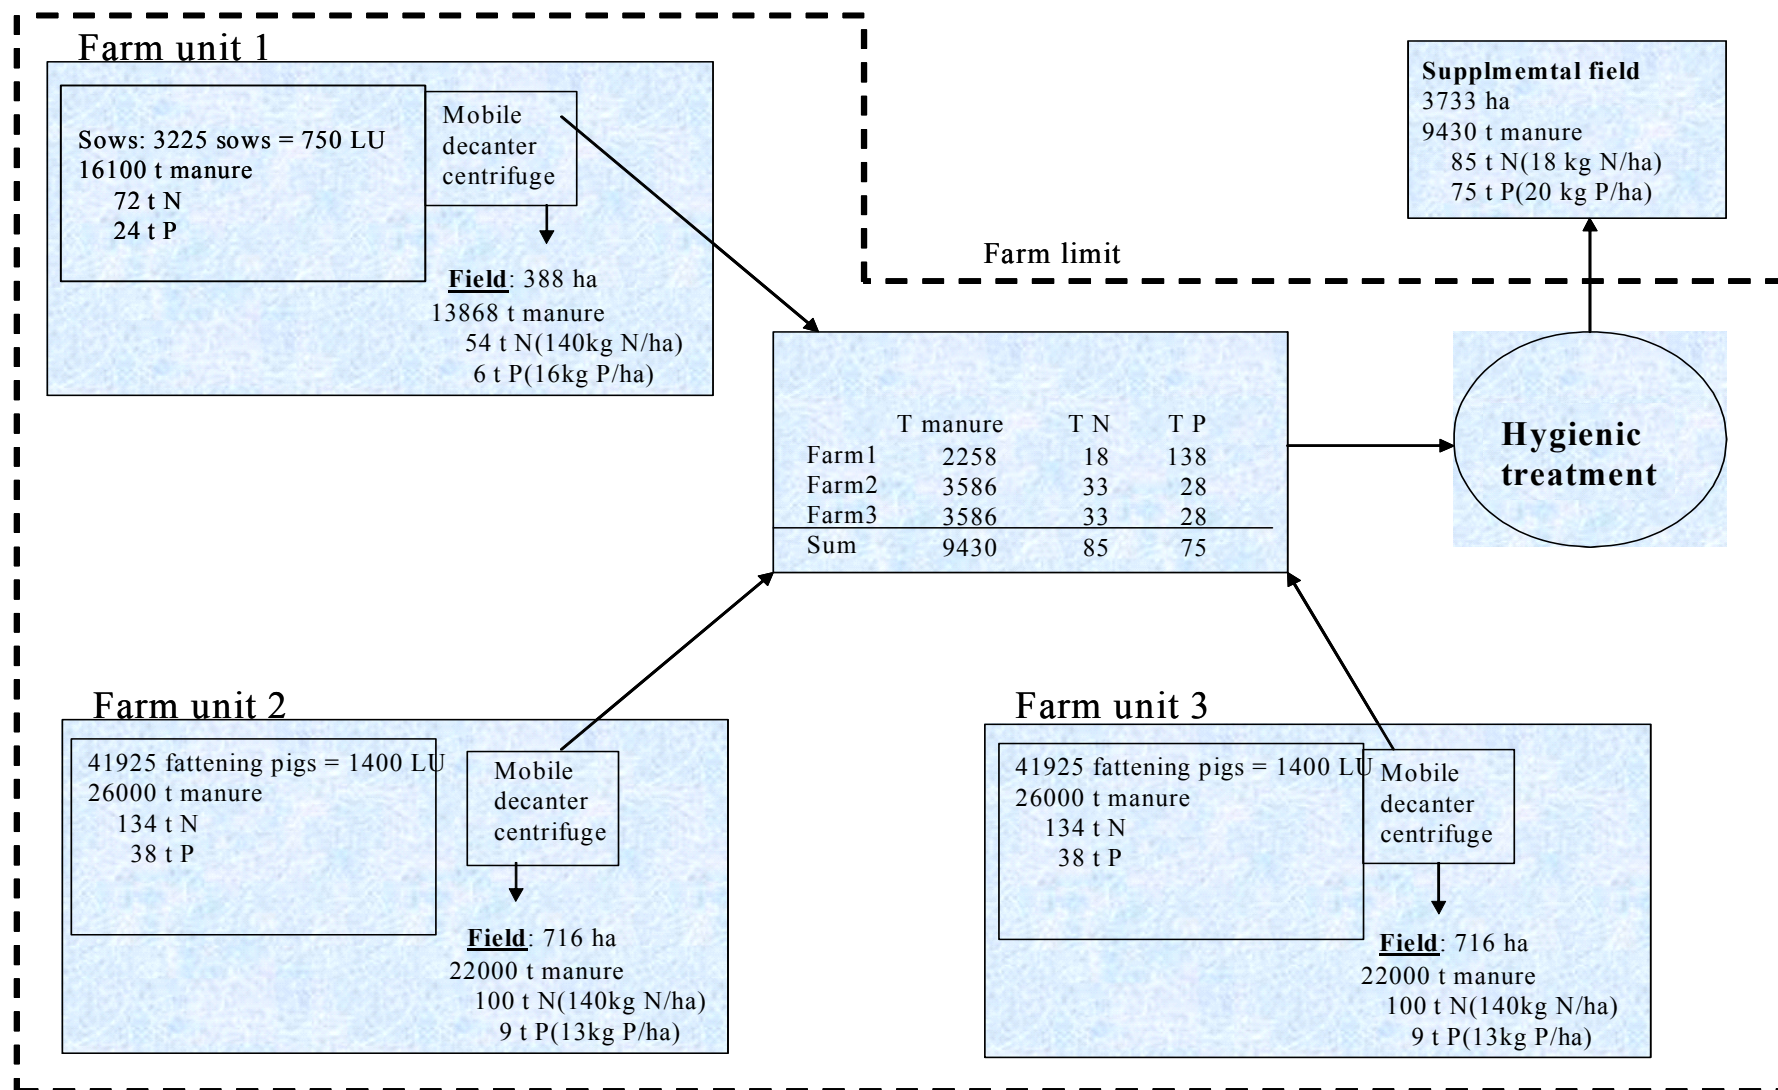 Farm unit 1
Sows: 3225 sows = 750 LU
16100 t manure
72 t N
24 t P
Mobile
decanter
centrifuge
Field: 388 ha
13868 t manure
54 t N(140kg N/ha)
6 t P(16kg P/ha)
Supplmemtal field
3733 ha
9430 t manure
85 t N(18 kg N/ha)
75 t P(20 kg P/ha)
Farm limit
T manure T N T P
Farm1 2258 18 138
Farm2 3586 33 28
Farm3 3586 33 28
Sum 9430 85 75
Hygienic
treatment
Farm unit 2
41925 fattening pigs = 1400 LU
26000 t manure
134 t N
38 t P
Mobile
decanter
centrifuge
Field: 716 ha
22000 t manure
100 t N(140kg N/ha)
9 t P(13kg P/ha)
Farm unit 3
41925 fattening pigs = 1400 LU
26000 t manure
134 t N
38 t P
Mobile
decanter
centrifuge
Field: 716 ha
22000 t manure
100 t N(140kg N/ha)
9 t P(13kg P/ha)